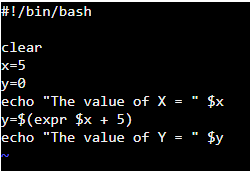 #!/bin/bash

clear
x=5
y=0
echo "The value of X = " $x
y=$(expr $x + 5)
echo "The value of Y = " $y
~